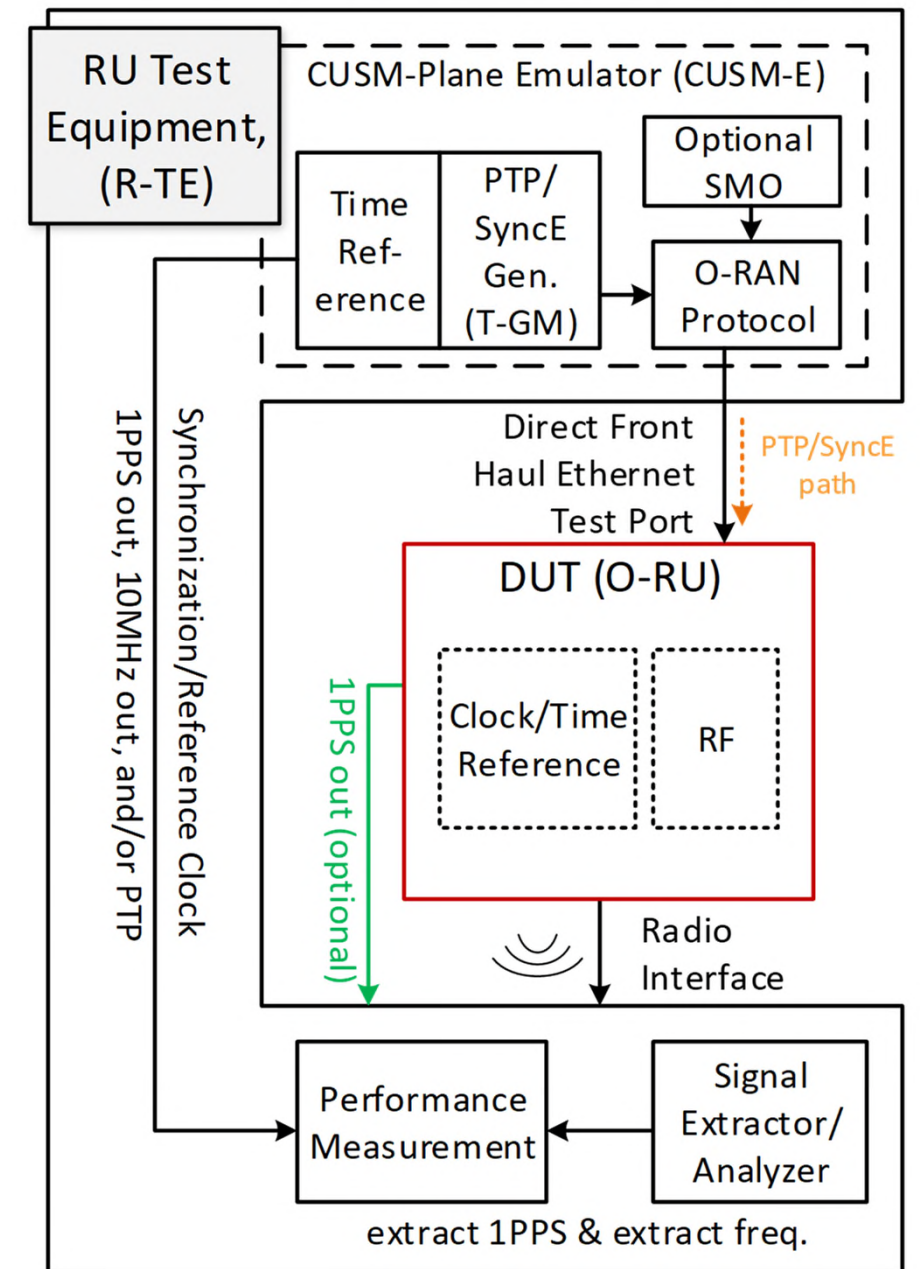 RU Test
Equipment,
(R-TE)
CUSM-Plane Emulator (CUSM-E)
Time
Ref-
erence
PTP/
SyncE
Gen.
(T-GM)
Optional
SMO
O-RAN
Protocol
Synchronization/Reference Clock
1PPS out, 10MHz out, and/or PTP
Direct Front
Haul Ethernet
Test Port
PTP/SyncE
path
DUT (O-RU)
Clock/Time
Reference
RF
1PPS out (optional)
Radio
Interface
Performance
Measurement
Signal
Extractor/
Analyzer
extract 1PPS & extract freq.